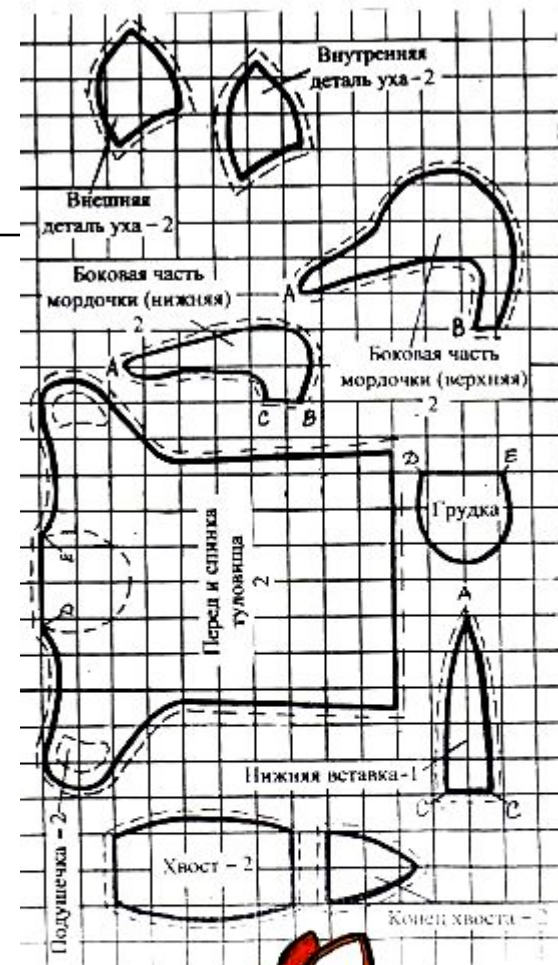 Внутренняя
деталь уха-2
Внешняя
деталь уха - 2
Боковая часть
мордочки (нижняя)
2
A
A
B
Боковая часть
мордочки (верхняя)
2
C B
D E
Грудка
Перед и спинка
туловища
2
E
D
A
Нижняя вставка-1
C C
Подушечка - 2
Хвост - 2
Конец хвоста - 2